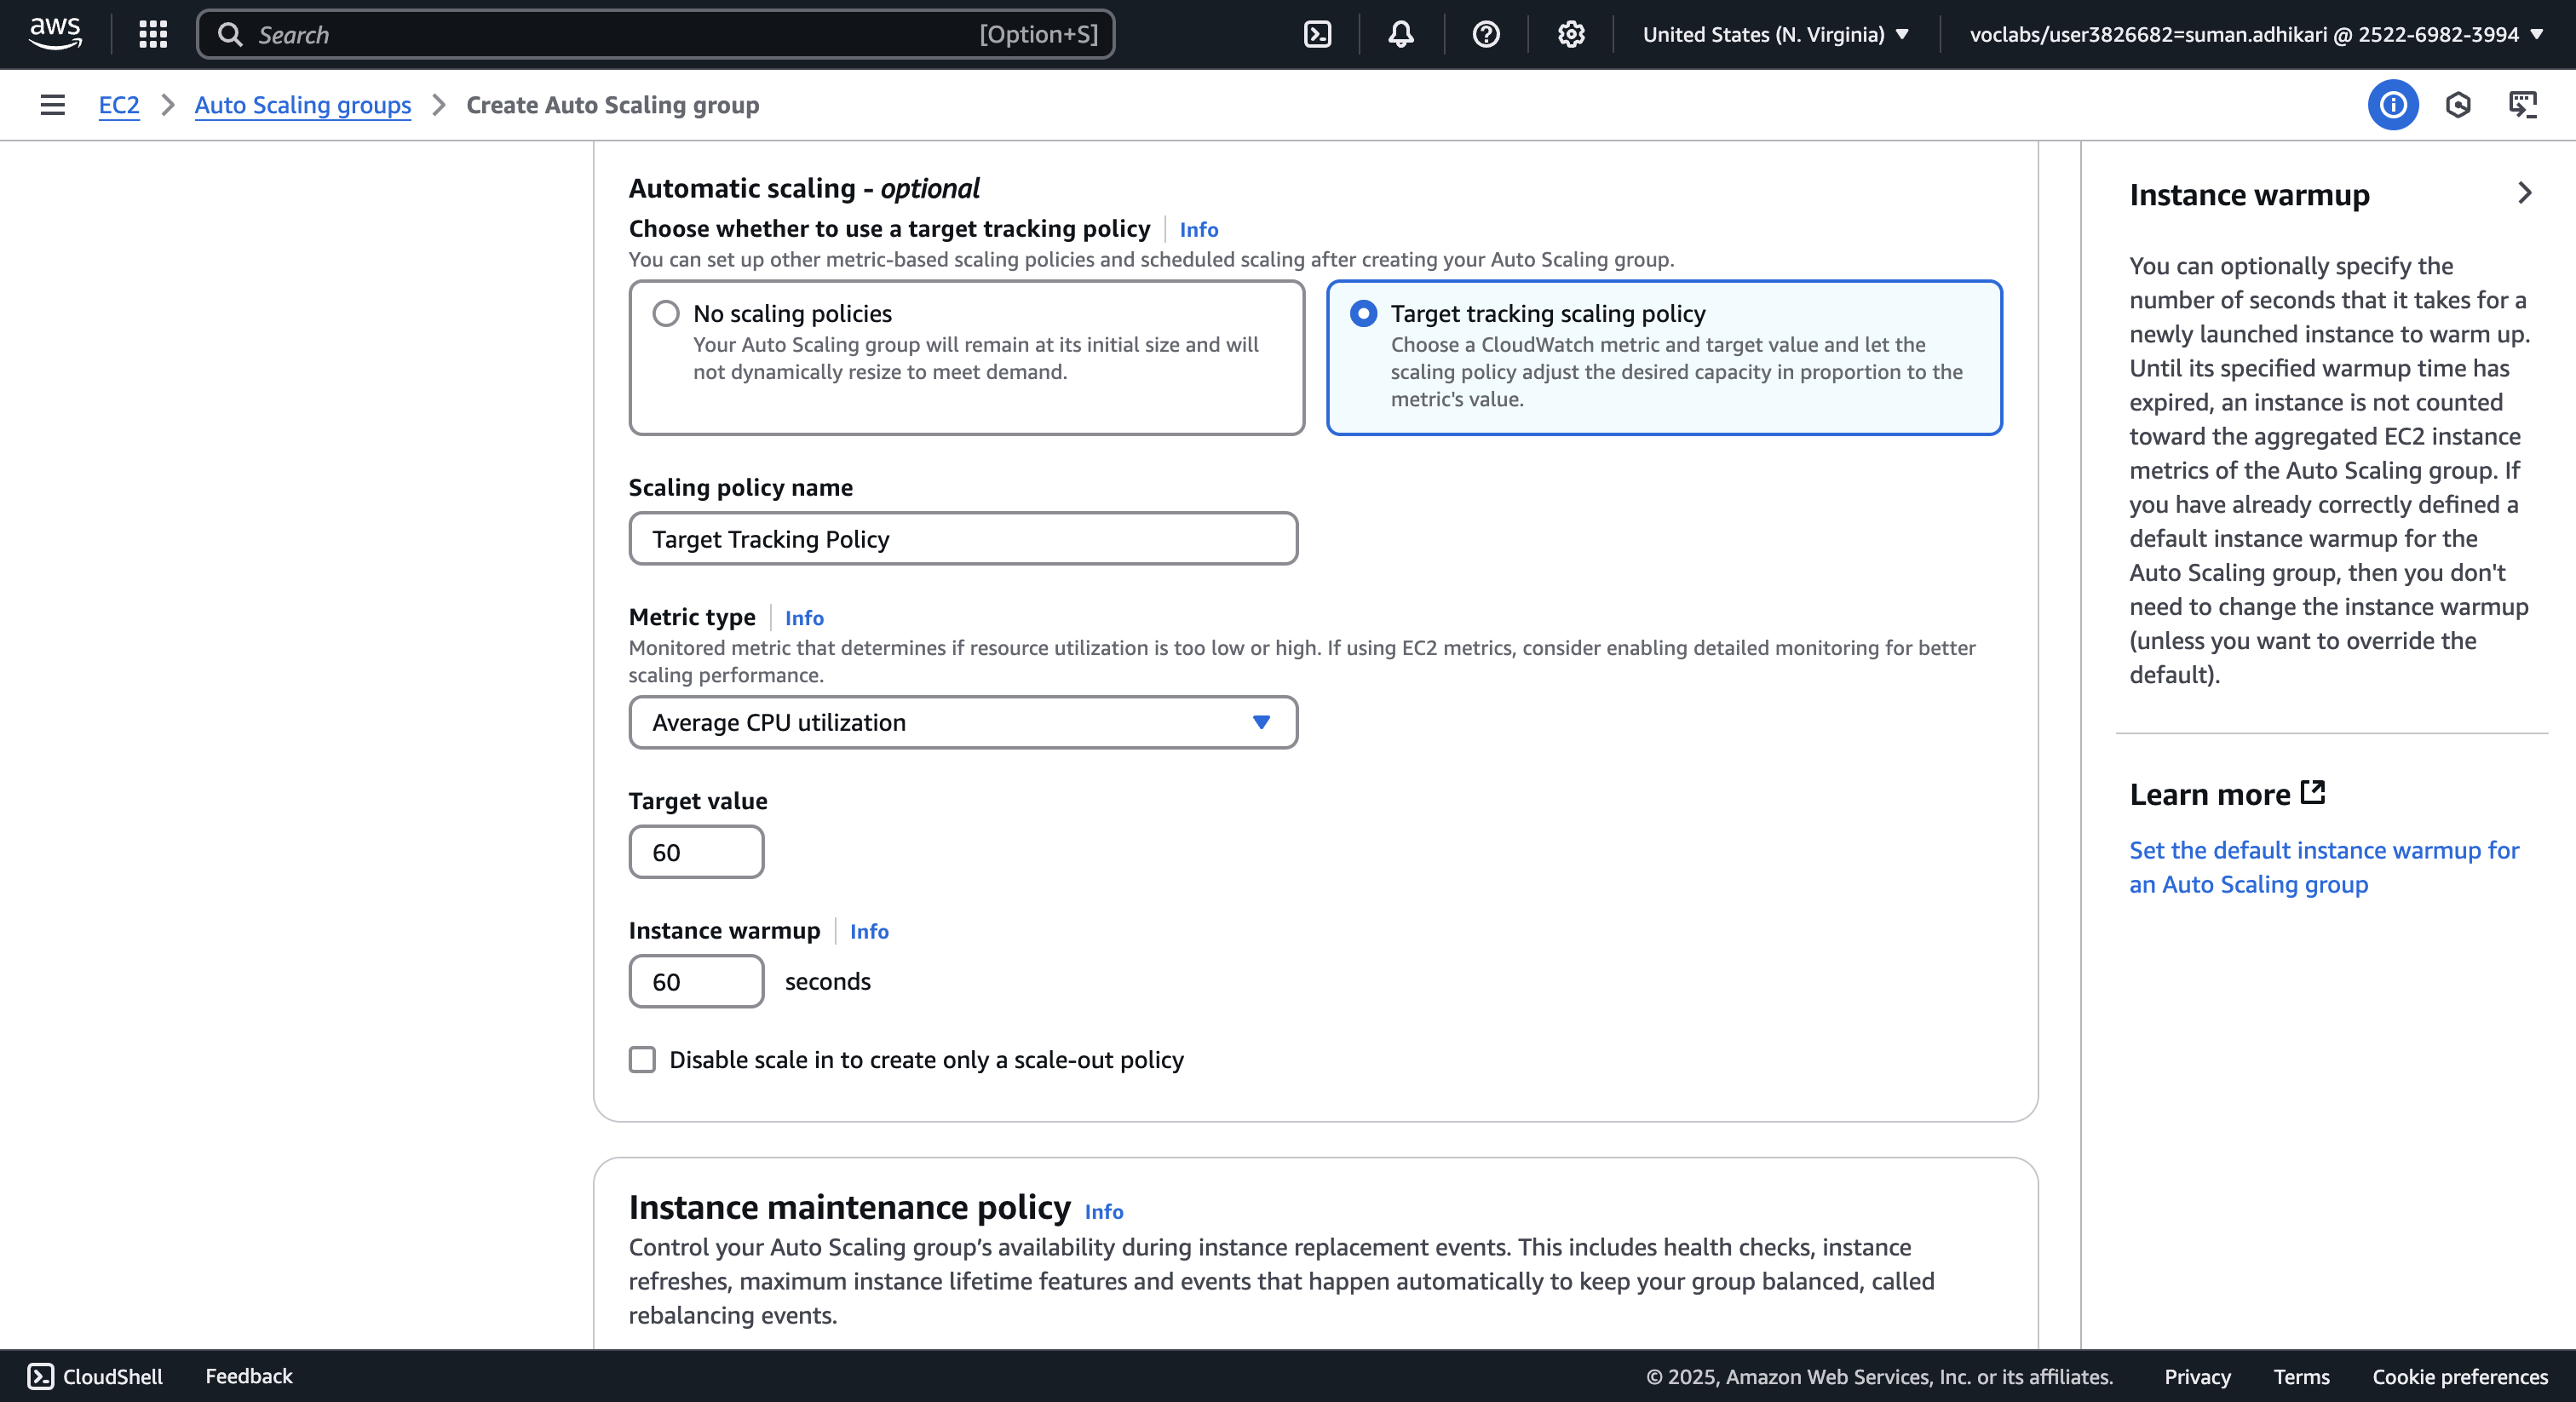 aws
Search
[Option+S]
United States (N. Virginia)
voclabs/user3826682=suman.adhikari @ 2522-6982-3994
EC2
Auto Scaling groups
Create Auto Scaling group
Automatic scaling - optional
Choose whether to use a target tracking policy
Info
You can set up other metric-based scaling policies and scheduled scaling after creating your Auto Scaling group.
No scaling policies
Your Auto Scaling group will remain at its initial size and will
not dynamically resize to meet demand.
Target tracking scaling policy
Choose a CloudWatch metric and target value and let the
scaling policy adjust the desired capacity in proportion to the
metric's value.
Scaling policy name
Target Tracking Policy
Metric type
Info
Monitored metric that determines if resource utilization is too low or high. If using EC2 metrics, consider enabling detailed monitoring for better
scaling performance.
Average CPU utilization
Target value
60
Instance warmup
Info
60
seconds
Disable scale in to create only a scale-out policy
Instance maintenance policy
Info
Control your Auto Scaling group’s availability during instance replacement events. This includes health checks, instance
refreshes, maximum instance lifetime features and events that happen automatically to keep your group balanced, called
rebalancing events.
Instance warmup
You can optionally specify the
number of seconds that it takes for a
newly launched instance to warm up.
Until its specified warmup time has
expired, an instance is not counted
toward the aggregated EC2 instance
metrics of the Auto Scaling group. If
you have already correctly defined a
default instance warmup for the
Auto Scaling group, then you don't
need to change the instance warmup
(unless you want to override the
default).
Learn more
Set the default instance warmup for
an Auto Scaling group
CloudShell
Feedback
© 2025, Amazon Web Services, Inc. or its affiliates.
Privacy
Terms
Cookie preferences